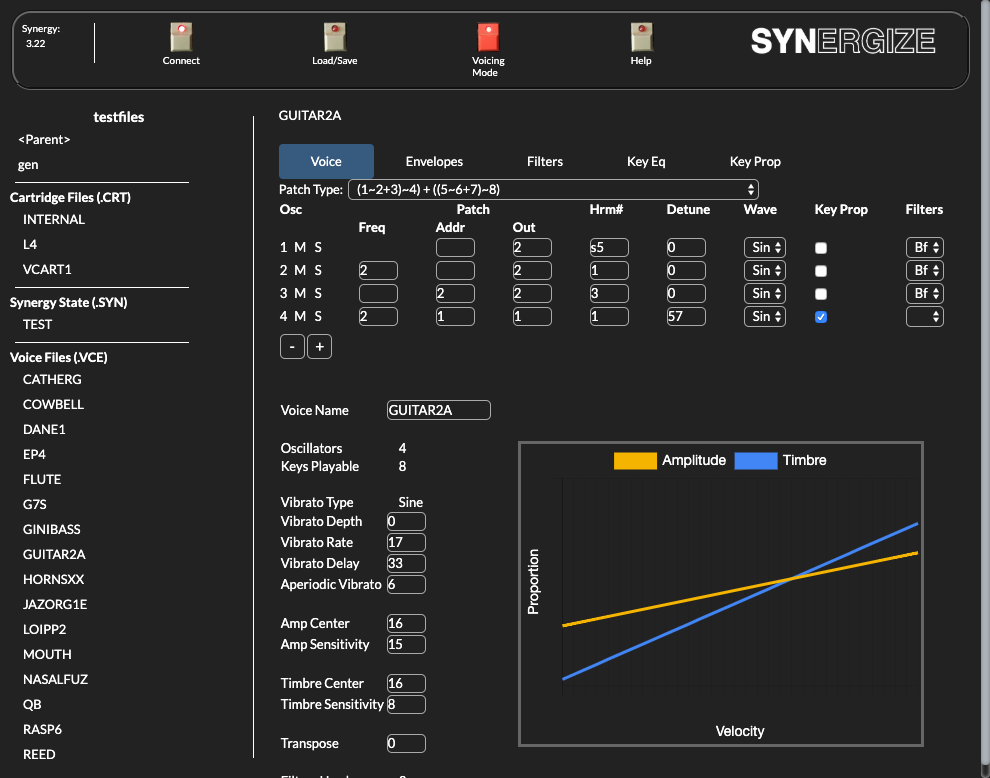 Synergy:
3.22
Connect
Load/Save
Voicing
Mode
Help
SYNERGIZE
testfiles
<Parent>
gen
Cartridge Files (.CRT)
INTERNAL
L4
VCART1
Synergy State (.SYN)
TEST
Voice Files (.VCE)
CATHERG
COWBELL
DANE1
EP4
FLUTE
G7S
GINIBASS
GUITAR2A
HORNSXX
JAZORG1E
LOIPP2
MOUTH
NASALFUZ
QB
RASP6
REED
GUITAR2A
Voice Envelopes Filters Key Eq Key Prop
Patch Type: (1~2+3)~4) + ((5~6+7)~8)
Osc Patch Hrm# Detune Wave Key Prop Filters
Freq Addr Out
1 M S 2 s5 0 Sin Bf
2 M S 2 2 1 0 Sin Bf
3 M S 2 2 3 0 Sin Bf
4 M S 2 1 1 1 57 Sin
- +
Voice Name GUITAR2A
Oscillators 4
Keys Playable 8
Vibrato Type Sine
Vibrato Depth 0
Vibrato Rate 17
Vibrato Delay 33
Aperiodic Vibrato 6
Amp Center 16
Amp Sensitivity 15
Timbre Center 16
Timbre Sensitivity 8
Transpose 0
Amplitude Timbre
Proportion
Velocity